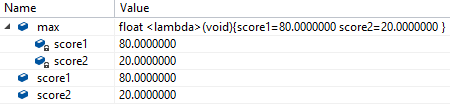 Name Value
max float <lambda>(void){score1=80.0000000 score2=20.0000000 }
score1 80.0000000
score2 20.0000000
score1 80.0000000
score2 20.0000000